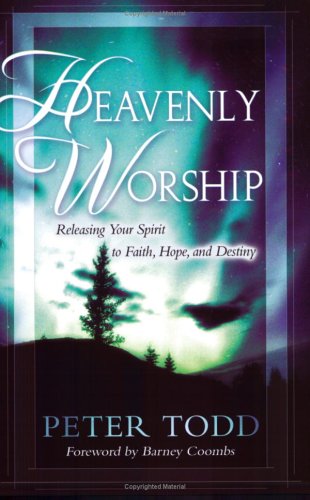 HEAVENLY
WORSHIP
Releasing Your Spirit
to Faith, Hope, and Destiny
PETER TODD
Foreword by Barney Coombs